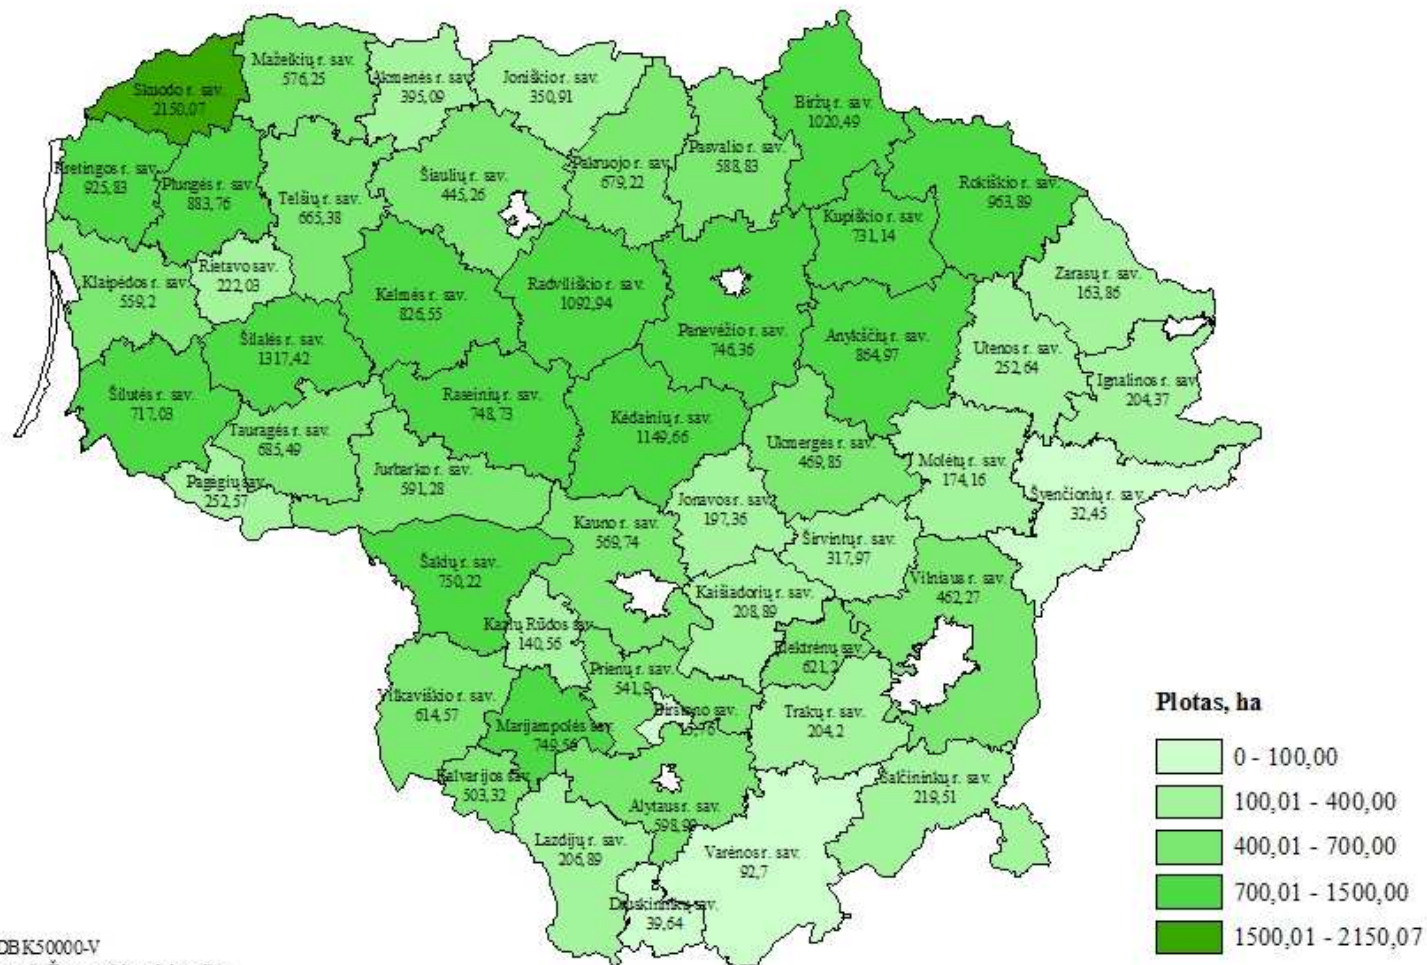 Mažeikių r. sav.
576,25
Akmenės r. sav.
395,09
Joniškio r. sav.
350,91
Skuodo r. sav.
2150,07
Biržų r. sav.
1020,49
Kretingos r. sav.
925,83
Plungės r. sav.
883,76
Telšių r. sav.
665,38
Šiaulių r. sav.
445,26
Pakruojo r. sav.
679,22
Pasvalio r. sav.
588,83
Rokiškio r. sav.
963,89
Kupiškio r. sav.
731,14
Klaipėdos r. sav.
559,2
Rietavo sav.
222,03
Kelmės r. sav.
826,55
Radviliškio r. sav.
1092,94
Zarasų r. sav.
163,86
Šilalės r. sav.
1317,42
Panevėžio r. sav.
746,36
Anykščių r. sav.
864,97
Utenos r. sav.
252,64
Ignalinos r. sav.
204,37
Šilutės r. sav.
717,03
Raseinių r. sav.
748,73
Kėdainių r. sav.
1149,66
Tauragės r. sav.
685,49
Ukmergės r. sav.
469,85
Molėtų r. sav.
174,16
Jurbarko r. sav.
591,28
Pagėgių sav.
252,57
Jonavos r. sav.
197,36
Švenčionių r. sav.
32,45
Kauno r. sav.
569,74
Širvintų r. sav.
317,97
Šakių r. sav.
750,22
Vilniaus r. sav.
462,27
Kaišiadorių r. sav.
208,89
Kazlų Rūdos sav.
140,56
Elektrėnų sav.
621,2
Prienų r. sav.
541,9
Vilkaviškio r. sav.
614,57
Birštono sav.
Trakų r. sav.
204,2
Marijampolės sav.
749,56
Kalvarijos sav.
503,32
Šalčininkų r. sav.
219,51
Alytaus r. sav.
598,99
Lazdijų r. sav.
206,89
Varėnos r. sav.
92,7
Druskininkų sav.
39,64
Plotas, ha
0 - 100,00
100,01 - 400,00
400,01 - 700,00
700,01 - 1500,00
1500,01 - 2150,07
DBK50000-V